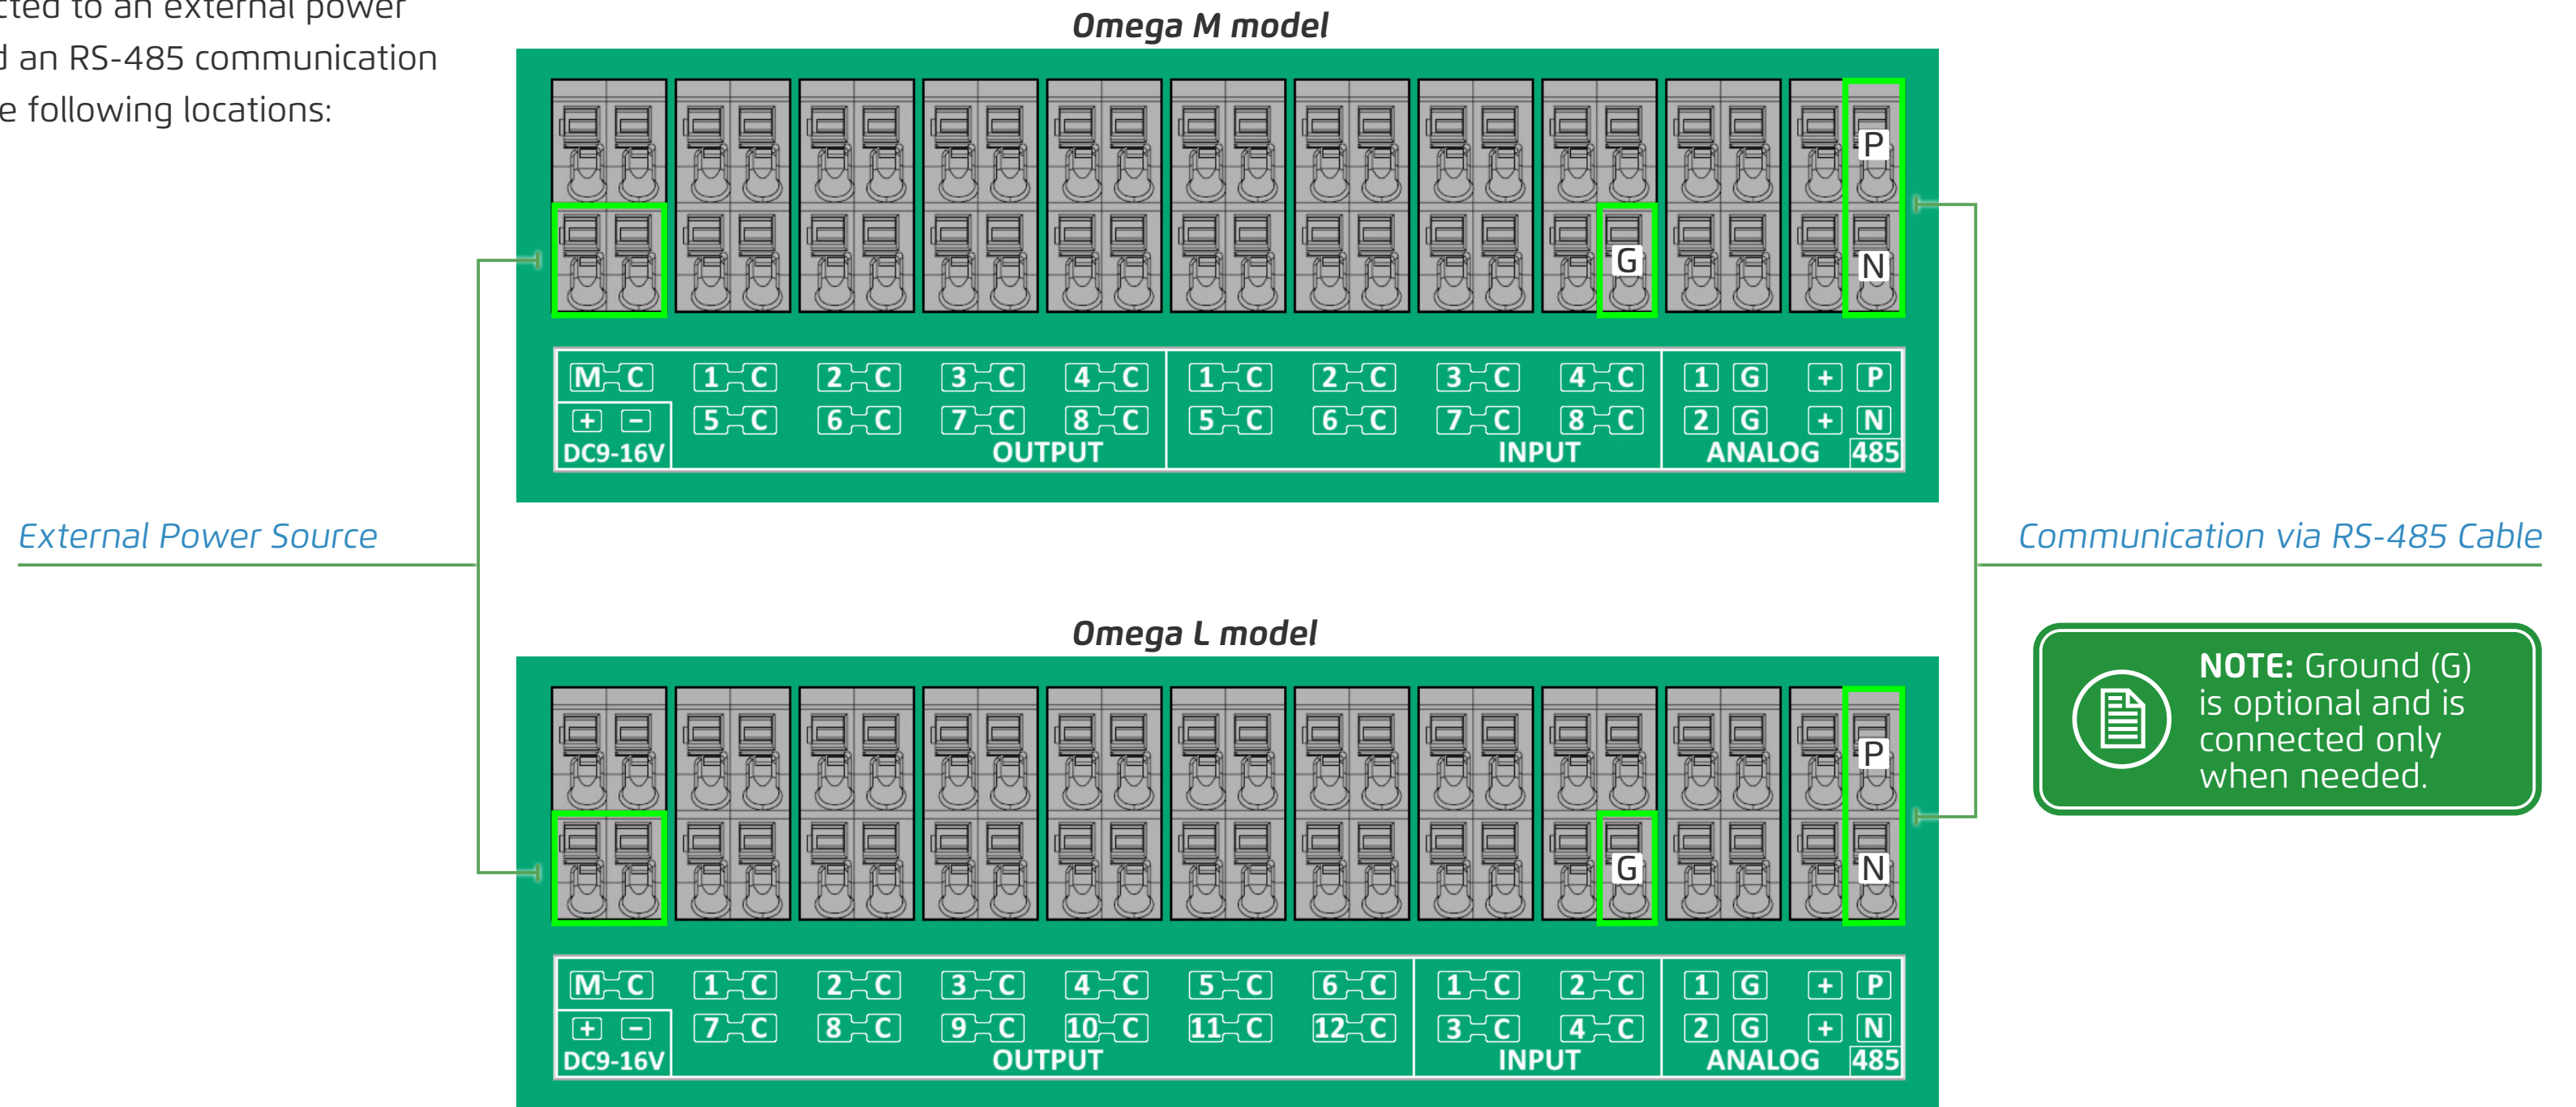 cted to an external power
d an RS-485 communication
e following locations:
Omega M model
P
G
N
M C 1 C 2 C 3 C 4 C 1 C 2 C 3 C 4 C 1 G + P
+ − 5 C 6 C 7 C 8 C 5 C 6 C 7 C 8 C 2 G + N
DC9-16V OUTPUT INPUT ANALOG 485
External Power Source
Communication via RS-485 Cable
NOTE: Ground (G)
is optional and is
connected only
when needed.
Omega L model
P
G
N
M C 1 C 2 C 3 C 4 C 5 C 6 C 1 C 2 C 1 G + P
+ − 7 C 8 C 9 C 10 C 11 C 12 C 3 C 4 C 2 G + N
DC9-16V OUTPUT INPUT ANALOG 485